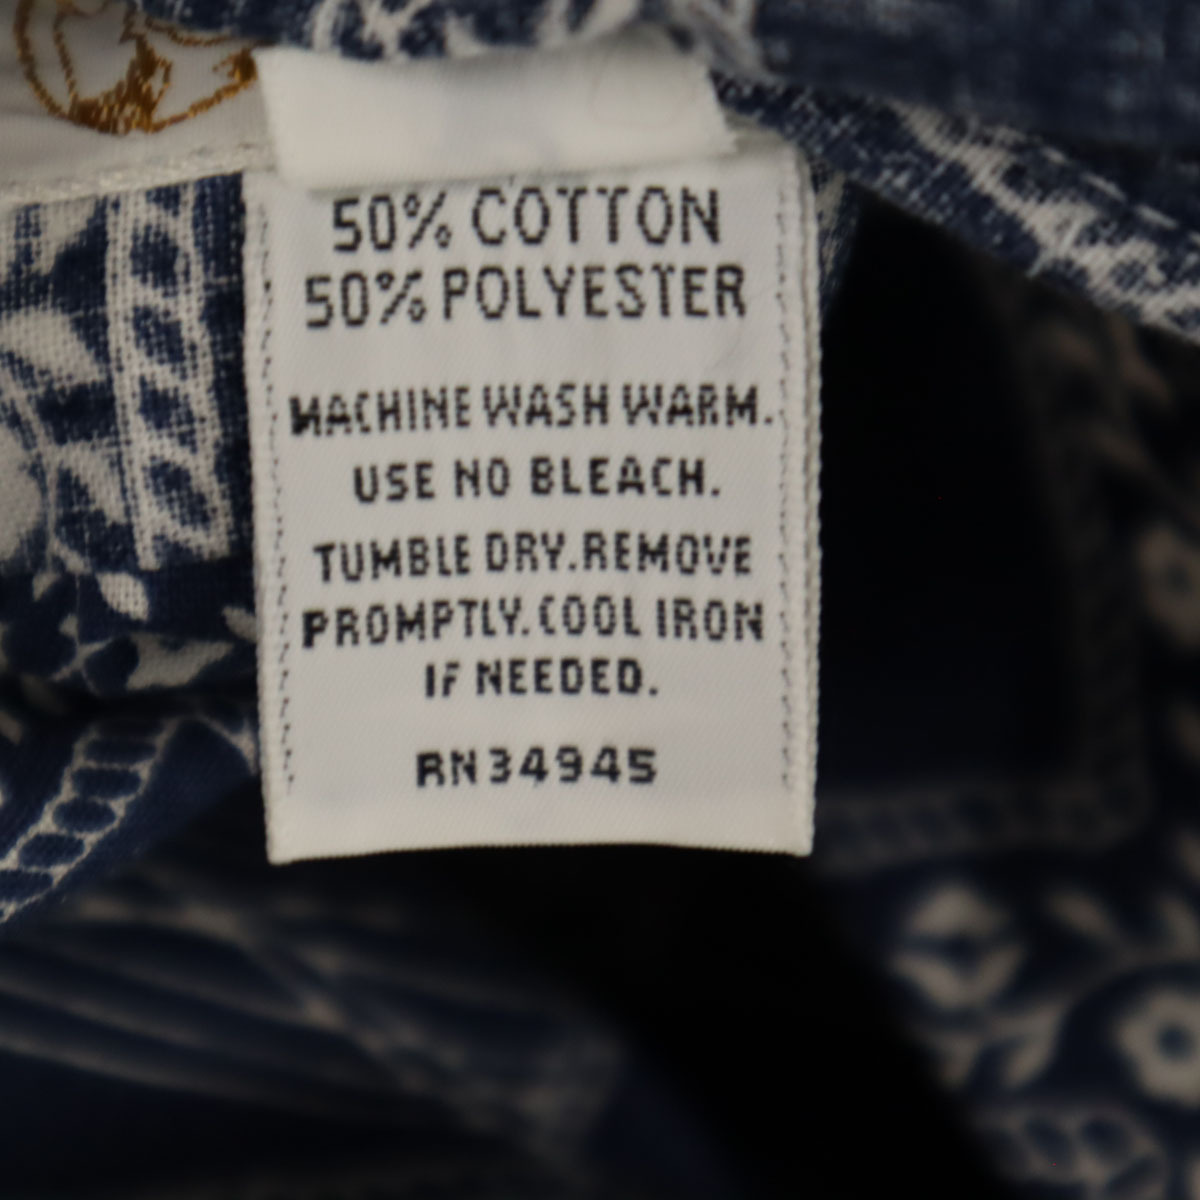 50% COTTON
50% POLYESTER
MACHINE WASH WARM.
USE NO BLEACH.
TUMBLE DRY.REMOVE
PROMPTLY.COOL IRON
IF NEEDED.
RN34945